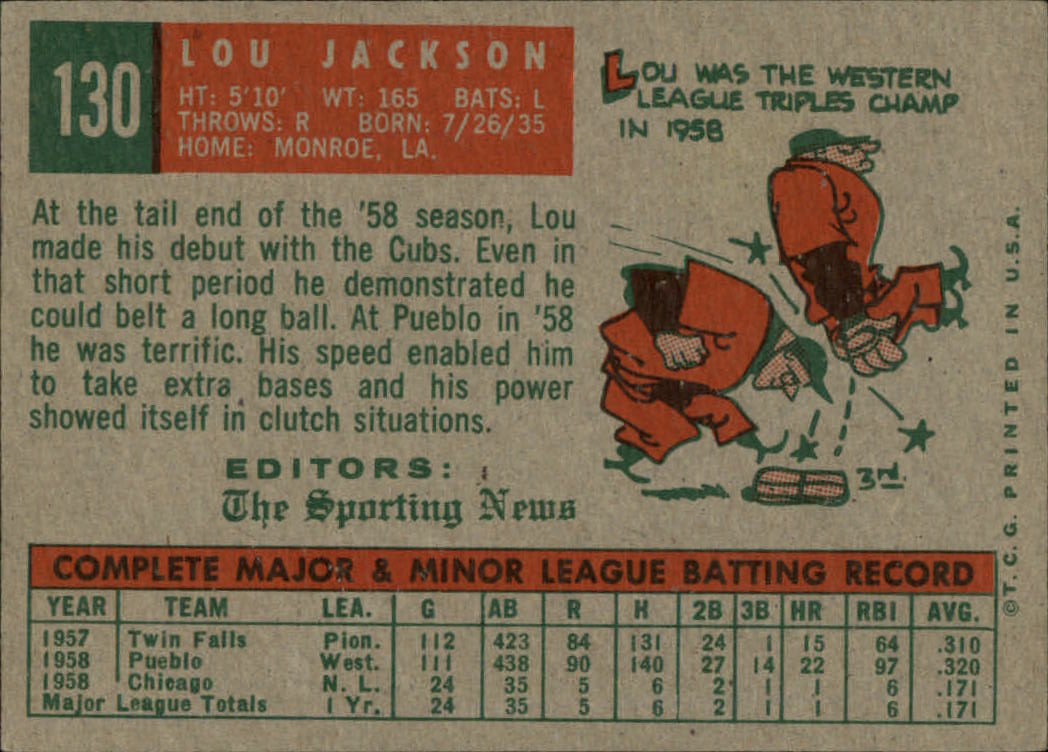 130
LOU JACKSON
HT: 5'10' WT: 165 BATS: L
THROWS: R BORN: 7/26/35
HOME: MONROE, LA.
LOU WAS THE WESTERN
LEAGUE TRIPLES CHAMP
IN 1958
At the tail end of the '58 season, Lou
made his debut with the Cubs. Even in
that short period he demonstrated he
could belt a long ball. At Pueblo in '58
he was terrific. His speed enabled him
to take extra bases and his power
showed itself in clutch situations.
EDITORS:
The Sporting News
3rd
©T. C. G. PRINTED IN U.S.A.
COMPLETE MAJOR & MINOR LEAGUE BATTING RECORD
YEAR TEAM LEA. G AB R H 2B 3B HR RBI AVG.
1957 Twin Falls Pion. 112 423 84 131 24 1 15 64 .310
1958 Pueblo West. 111 438 90 140 27 14 22 97 .320
1958 Chicago N. L. 24 35 5 6 2 1 1 6 .171
Major League Totals 1 Yr. 24 35 5 6 2 1 1 6 .171